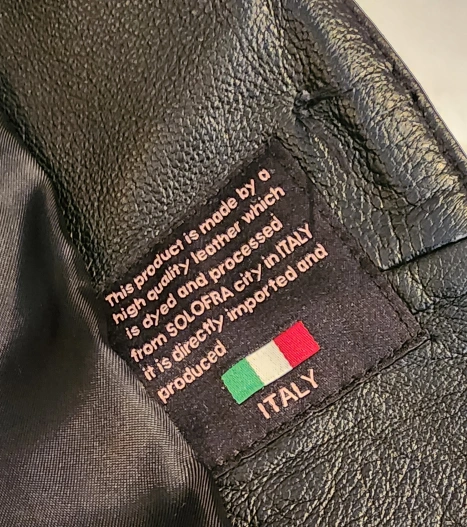 This product is made by a
high quality leather which
is dyed and processed
from SOLOFRA city in ITALY
it is directly imported and
produced
ITALY